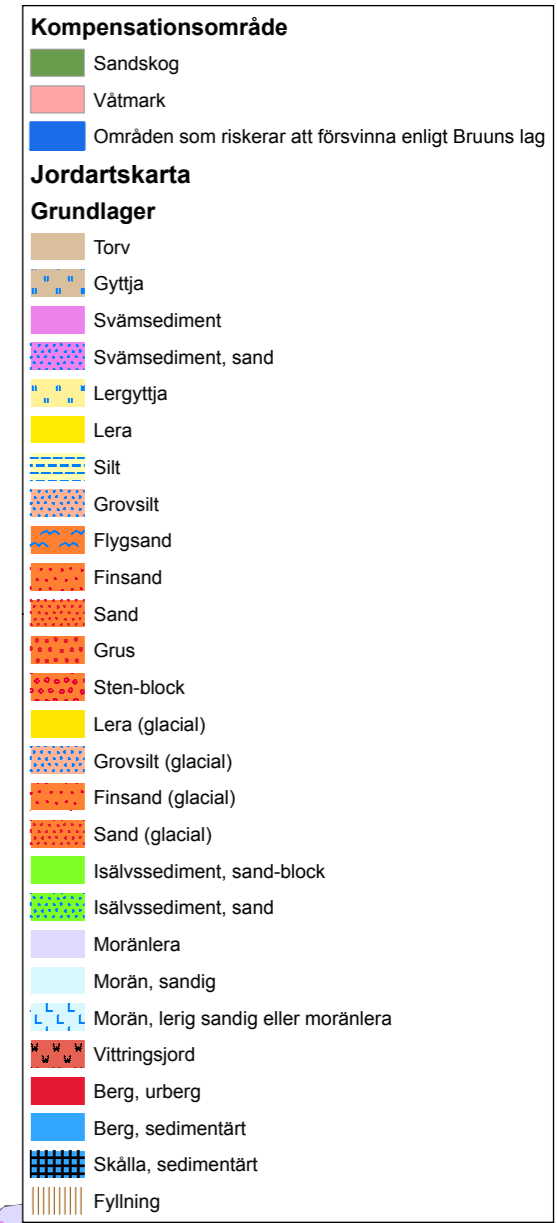 Kompensationsområde
Sandskog
Våtmark
Områden som riskerar att försvinna enligt Bruuns lag
Jordartskarta
Grundlager
Torv
Gyttja
Svämsediment
Svämsediment, sand
Lergyttja
Lera
Silt
Grovsilt
Flygsand
Finsand
Sand
Grus
Sten-block
Lera (glacial)
Grovsilt (glacial)
Finsand (glacial)
Sand (glacial)
Isälvssediment, sand-block
Isälvssediment, sand
Moränlera
Morän, sandig
Morän, lerig sandig eller moränlera
Vittringsjord
Berg, urberg
Berg, sedimentärt
Skålla, sedimentärt
Fyllning